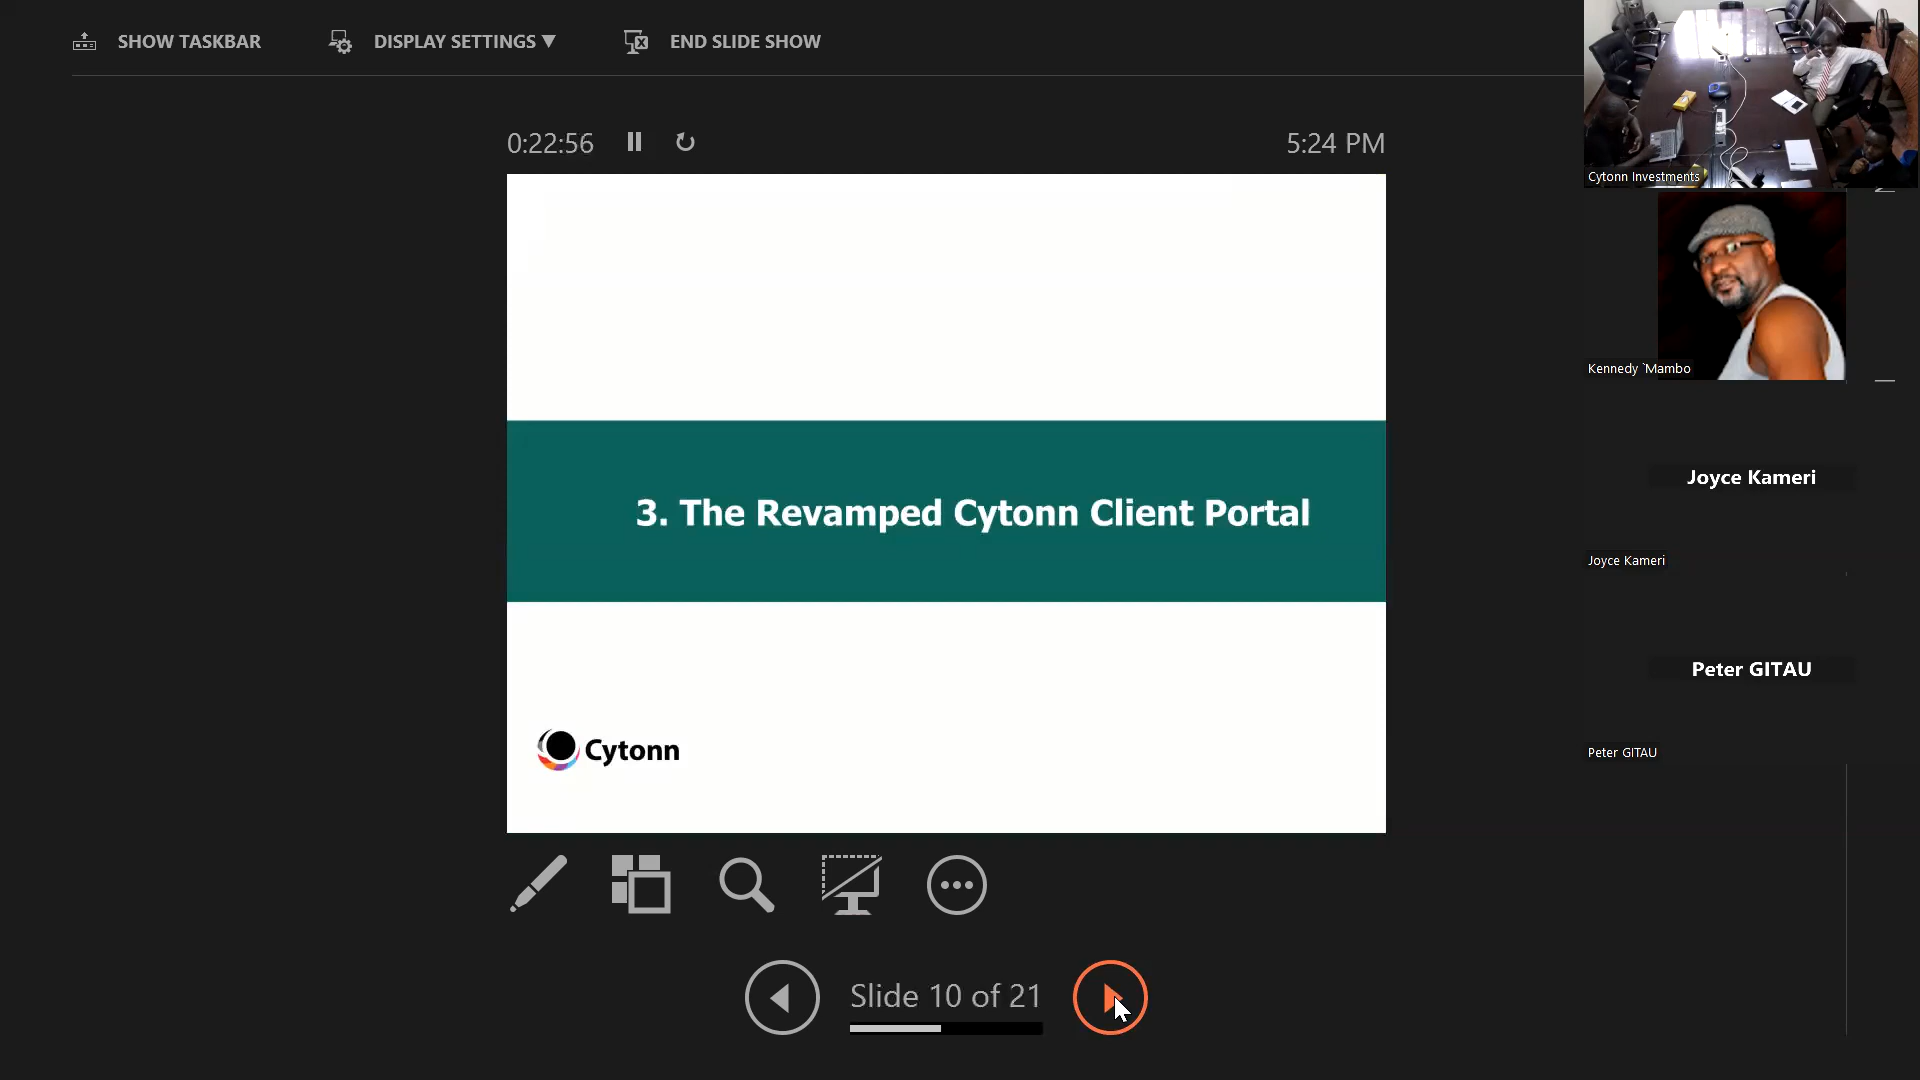 SHOW TASKBAR
DISPLAY SETTINGS ▼
END SLIDE SHOW
0:22:56
5:24 PM
3. The Revamped Cytonn Client Portal
Cytonn
Slide 10 of 21
Cytonn Investments
Kennedy `Mambo
Joyce Kameri
Joyce Kameri
Peter GITAU
Peter GITAU